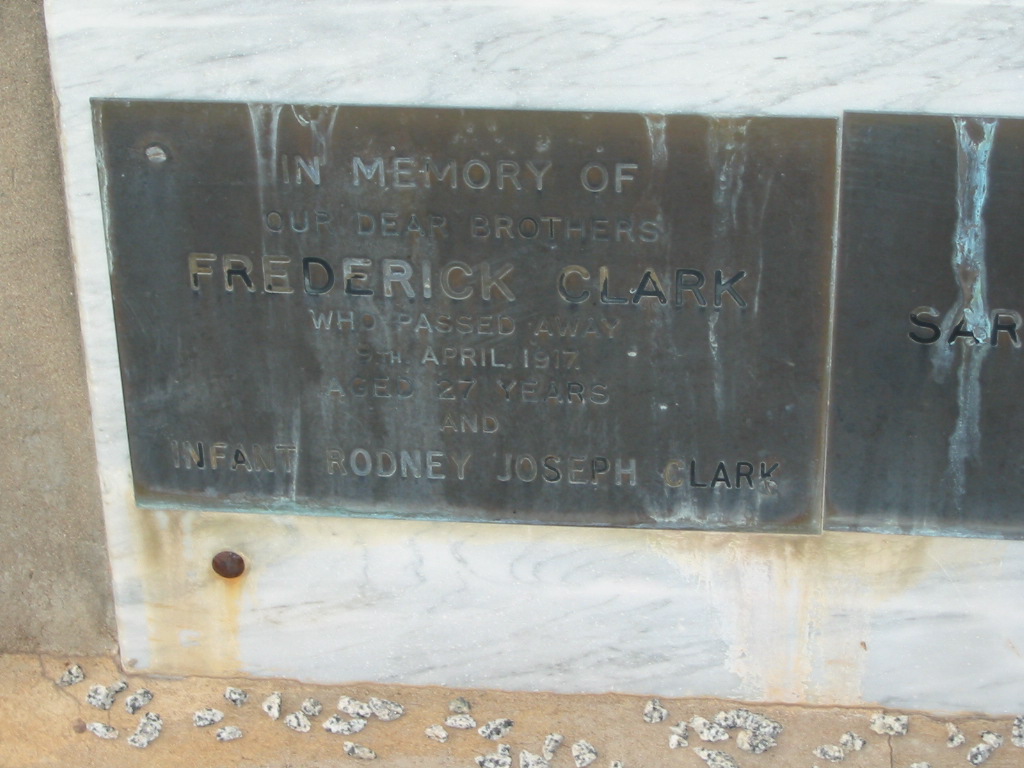 IN MEMORY OF
OUR DEAR BROTHERS
FREDERICK CLARK
WHO PASSED AWAY
9TH. APRIL, 1917.
AGED 27 YEARS
AND
INFANT RODNEY JOSEPH CLARK
SAR